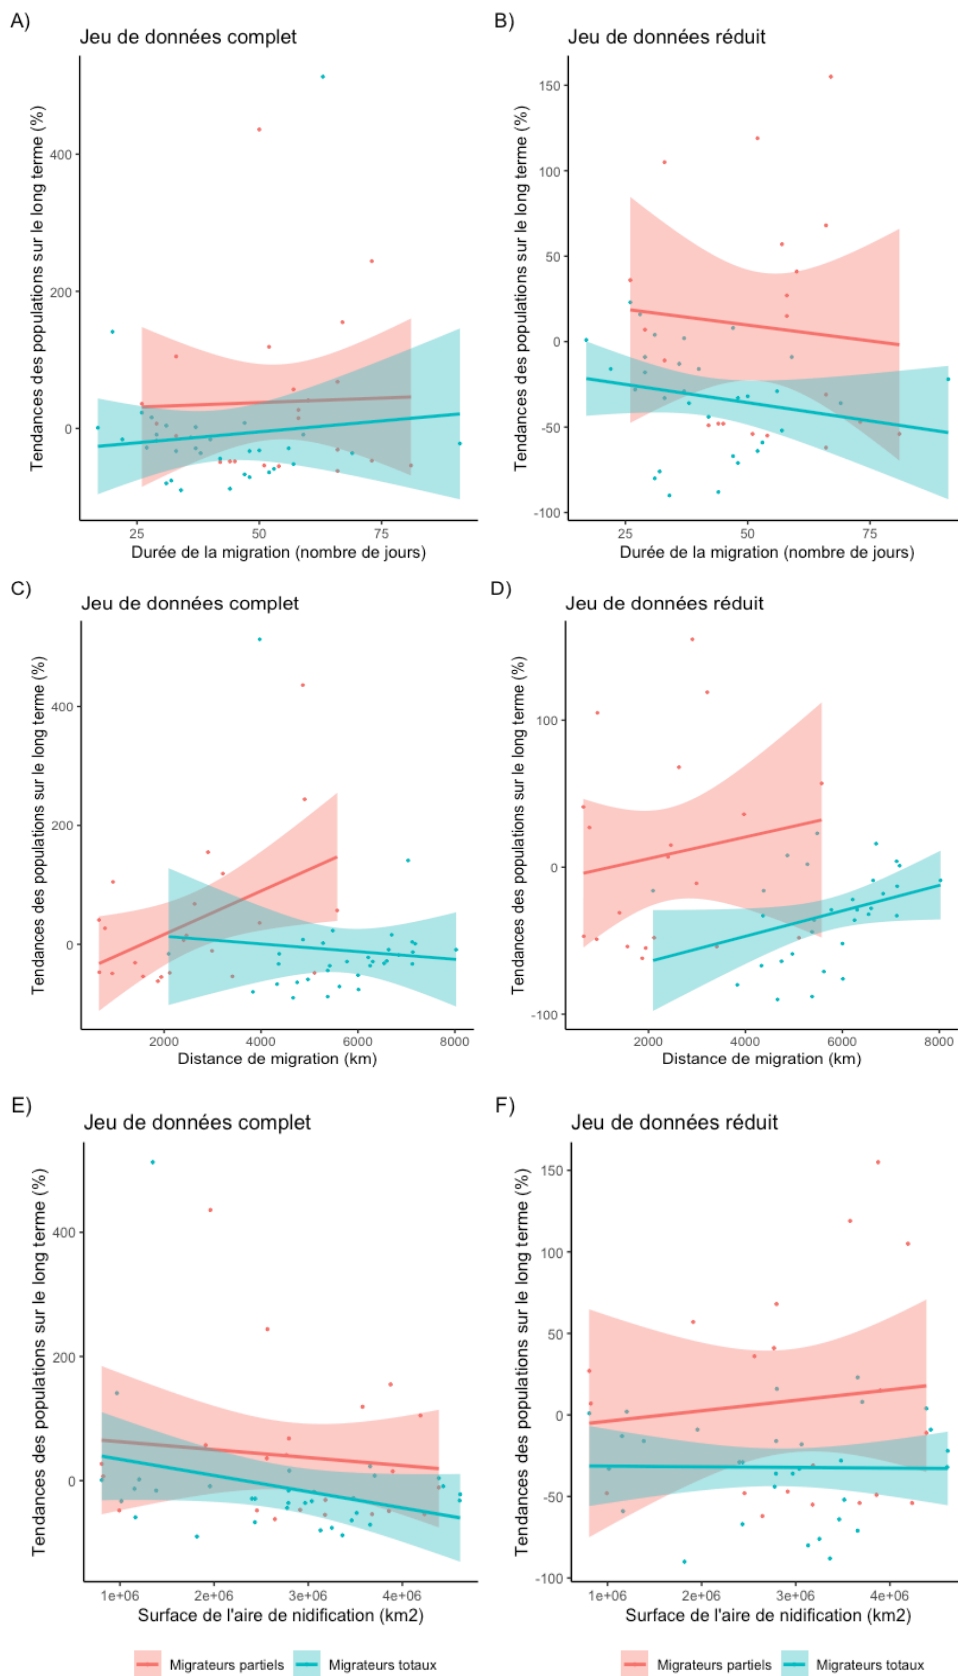 A)
Jeu de données complet
Tendances des populations sur le long terme (%)
400
200
0
25
50
75
Durée de la migration (nombre de jours)
B)
Jeu de données réduit
Tendances des populations sur le long terme (%)
150
100
50
0
-50
-100
25
50
75
Durée de la migration (nombre de jours)
C)
Jeu de données complet
Tendances des populations sur le long terme (%)
400
200
0
2000
4000
6000
8000
Distance de migration (km)
D)
Jeu de données réduit
Tendances des populations sur le long terme (%)
100
0
-100
2000
4000
6000
8000
Distance de migration (km)
E)
Jeu de données complet
Tendances des populations sur le long terme (%)
400
200
0
1e+06
2e+06
3e+06
4e+06
Surface de l'aire de nidification (km2)
F)
Jeu de données réduit
Tendances des populations sur le long terme (%)
150
100
50
0
-50
-100
1e+06
2e+06
3e+06
4e+06
Surface de l'aire de nidification (km2)
Migrateurs partiels
Migrateurs totaux
Migrateurs partiels
Migrateurs totaux